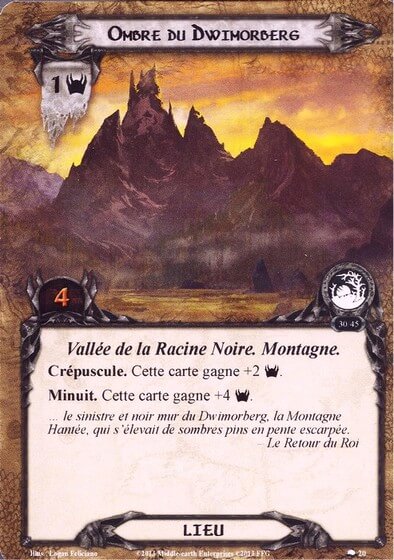 Ombre du Dwimorberg
1
4
30-45
Vallée de la Racine Noire. Montagne.
Crépuscule. Cette carte gagne +2
Minuit. Cette carte gagne +4
... le sinistre et noir mur du Dwimorberg, la Montagne
Hantée, qui s'élevait de sombres pins en pente escarpée.
– Le Retour du Roi
Lieu
Illus : Logan Feliciano
©2013 Middle-earth Enterprises ©2013 FFG
20